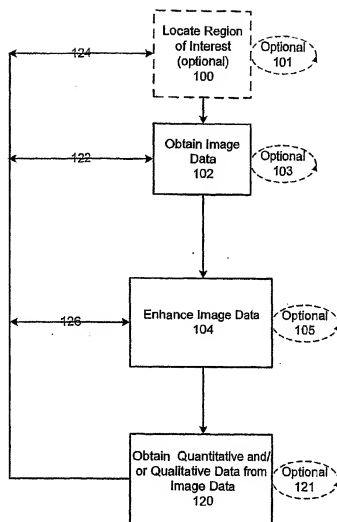 Locate Region
of Interest
(optional)
100
Optional
101
124
Obtain Image
Data
102
Optional
103
122
Enhance Image Data
104
Optional
105
126
Obtain Quantitative and/
or Qualitative Data from
Image Data
120
Optional
121